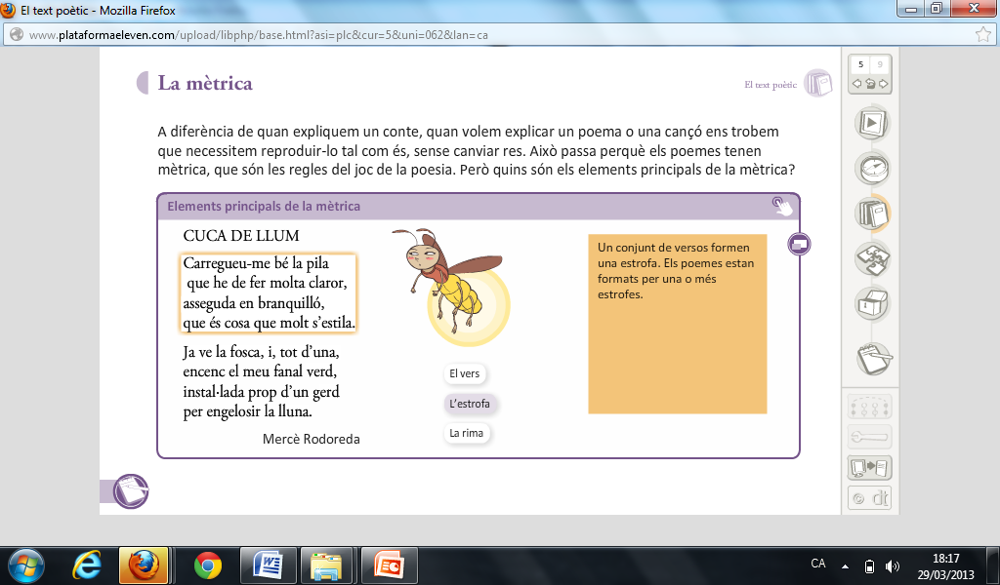 El text poètic - Mozilla Firefox
www.plataformaeleven.com/upload/libphp/base.html?asi=plc&cur=5&uni=062&lan=ca
La mètrica
El text poètic
5 9
A diferència de quan expliquem un conte, quan volem explicar un poema o una cançó ens trobem
que necessitem reproduir-lo tal com és, sense canviar res. Això passa perquè els poemes tenen
mètrica, que són les regles del joc de la poesia. Però quins són els elements principals de la mètrica?
Elements principals de la mètrica
CUCA DE LLUM
Carregueu-me bé la pila
que he de fer molta claror,
asseguda en branquilló,
que és cosa que molt s'estila.
Ja ve la fosca, i, tot d'una,
encenc el meu fanal verd,
instal·lada prop d'un gerd
per engelosir la lluna.
Mercè Rodoreda
El vers
L'estrofa
La rima
Un conjunt de versos formen
una estrofa. Els poemes estan
formats per una o més
estrofes.
dt
CA
18:17
29/03/2013